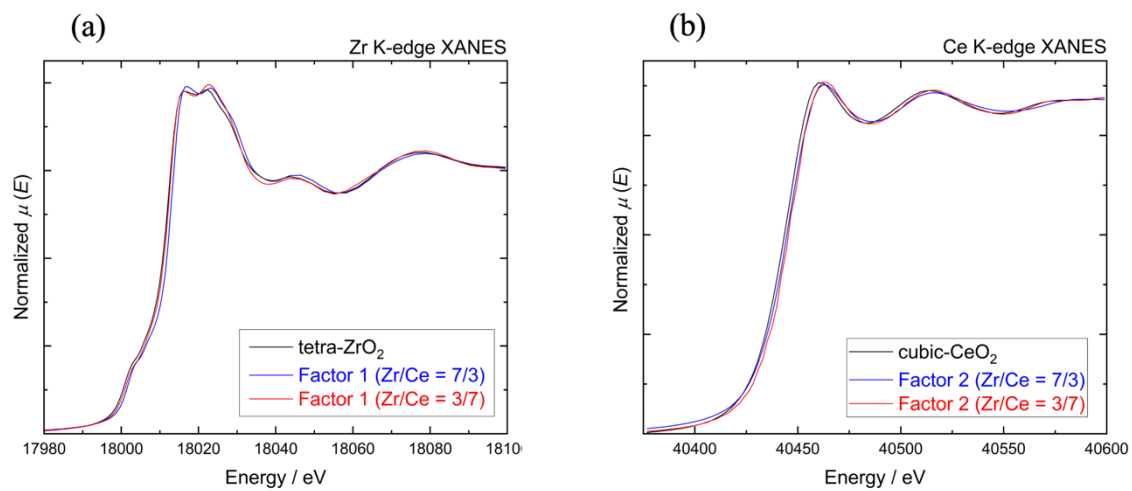 (a)
Zr K-edge XANES
Normalized μ (E)
tetra-ZrO₂
Factor 1 (Zr/Ce = 7/3)
Factor 1 (Zr/Ce = 3/7)
17980 18000 18020 18040 18060 18080 1810
Energy / eV
(b)
Ce K-edge XANES
Normalized μ (E)
cubic-CeO₂
Factor 2 (Zr/Ce = 7/3)
Factor 2 (Zr/Ce = 3/7)
40400 40450 40500 40550 40600
Energy / eV